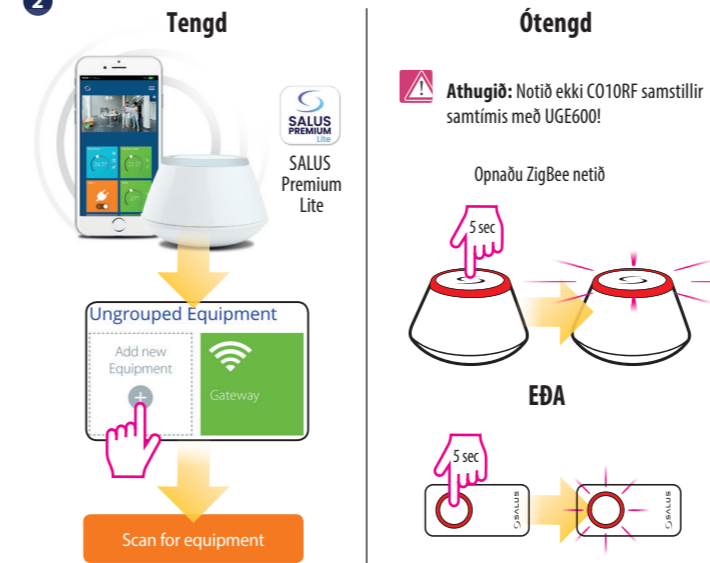 2
Tengd
SALUS
PREMIUM
Lite
SALUS
Premium
Lite
Ungrouped Equipment
Add new
Equipment
Gateway
Scan for equipment
Ótengd
Athugið: Notið ekki CO10RF samstillir
samtímis með UGE600!
Opnaðu ZigBee netið
5 sec
EÐA
5 sec
SALUS
SALUS